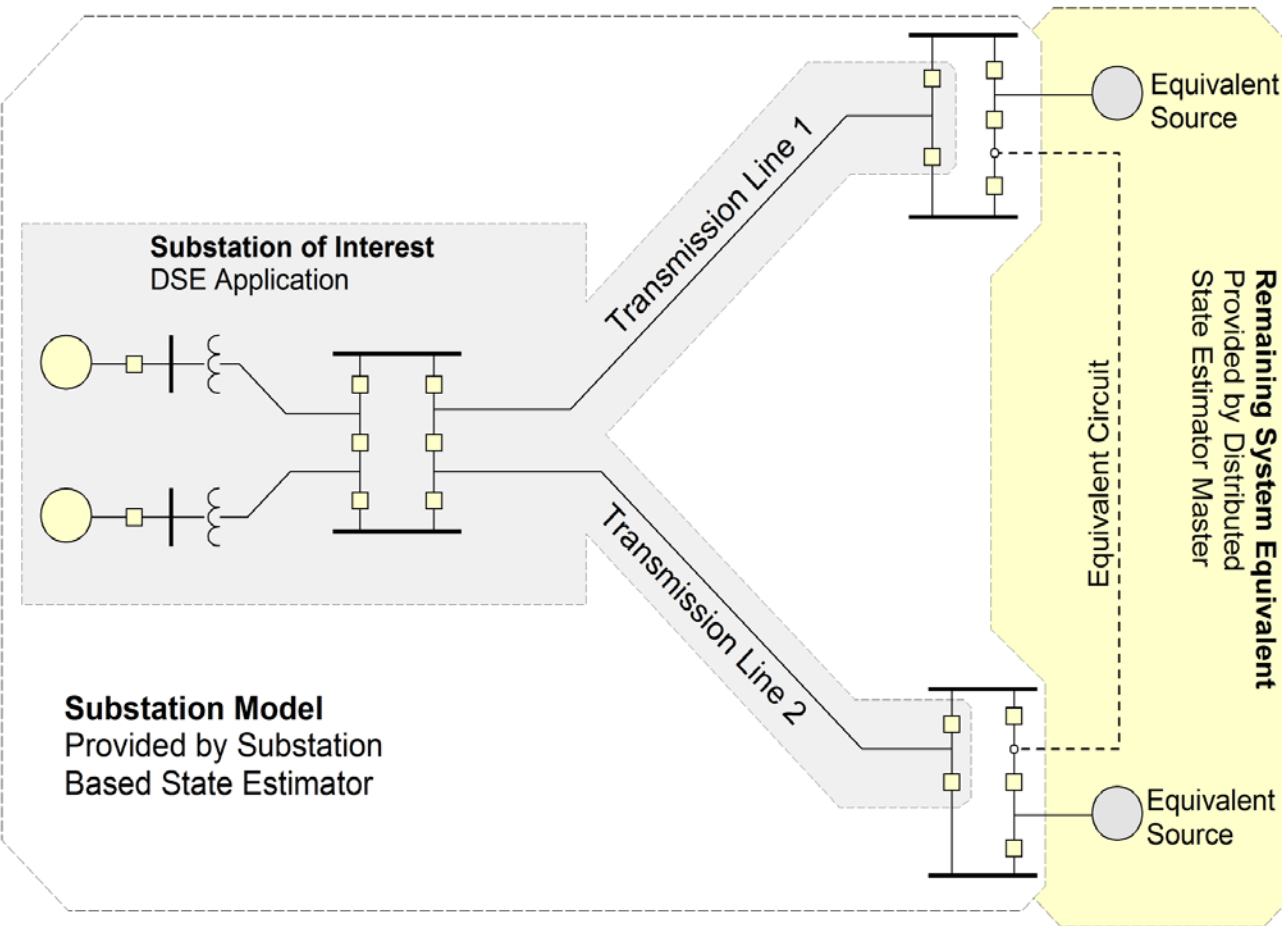 Equivalent
Source
Transmission Line 1
Substation of Interest
DSE Application
Remaining System Equivalent
Provided by Distributed
State Estimator Master
Equivalent Circuit
Transmission Line 2
Substation Model
Provided by Substation
Based State Estimator
Equivalent
Source